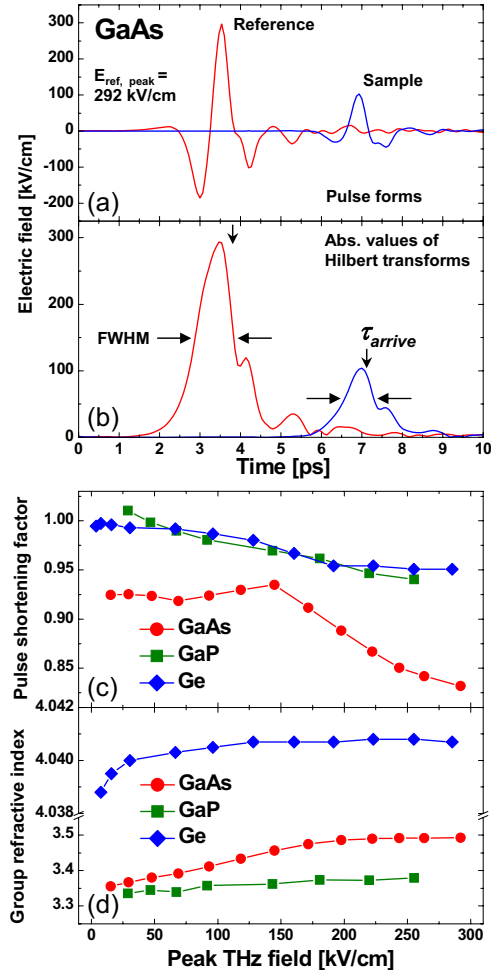 GaAs
Reference
E_ref, peak =
292 kV/cm
Sample
300
200
100
0
-100
-200
(a)
Pulse forms
Electric field [kV/cm]
Abs. values of
Hilbert transforms
300
200
100
0
FWHM
τ_arrive
(b)
0 1 2 3 4 5 6 7 8 9 10
Time [ps]
Pulse shortening factor
1.00
0.95
0.90
0.85
GaAs
GaP
Ge
(c)
4.042
4.040
4.038
3.5
3.4
3.3
Group refractive index
GaAs
GaP
Ge
(d)
0 50 100 150 200 250 300
Peak THz field [kV/cm]